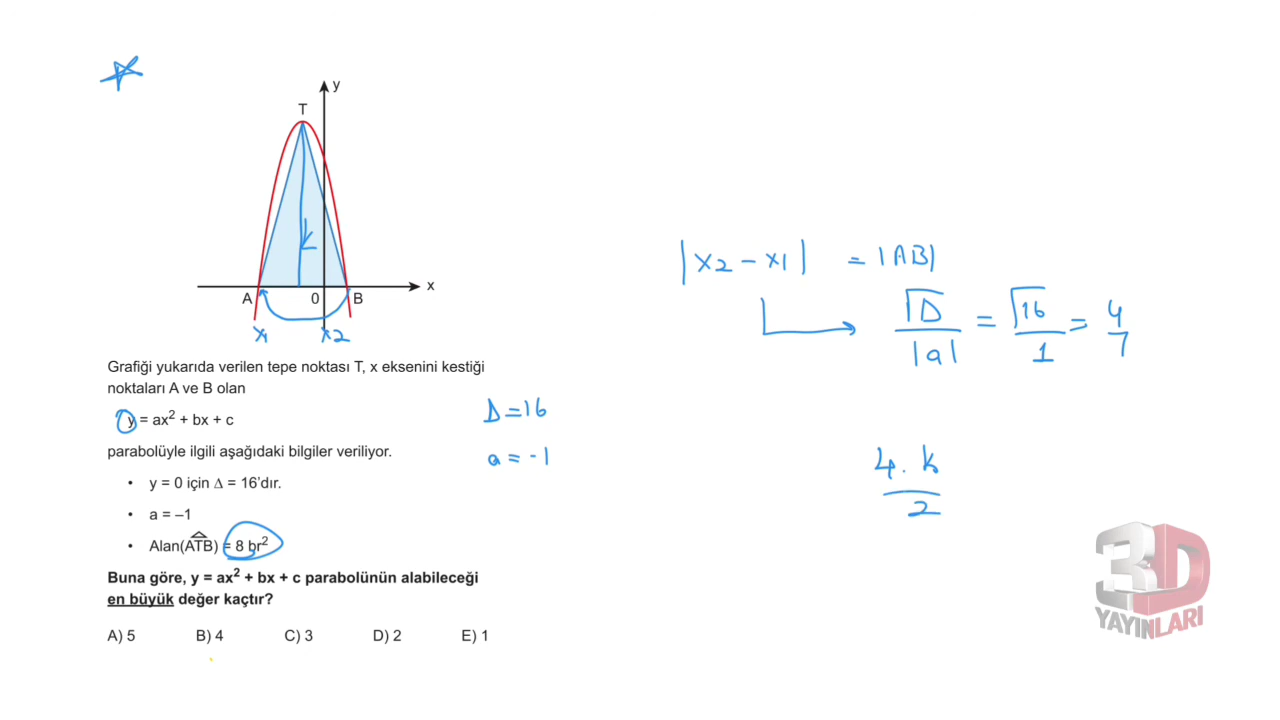 y
T
A
0
B
x
x1
x2
Grafiği yukarıda verilen tepe noktası T, x eksenini kestiği
noktaları A ve B olan
y = ax² + bx + c
parabolüyle ilgili aşağıdaki bilgiler veriliyor.
• y = 0 için Δ = 16'dır.
• a = –1
• Alan(ATB) = 8 br²
Buna göre, y = ax² + bx + c parabolünün alabileceği
en büyük değer kaçtır?
A) 5 B) 4 C) 3 D) 2 E) 1
Δ = 16
a = -1
|x2 - x1| = |AB|
√Δ / |a| = √16 / 1 = 4
4 . k / 2
3D
YAYINLARI